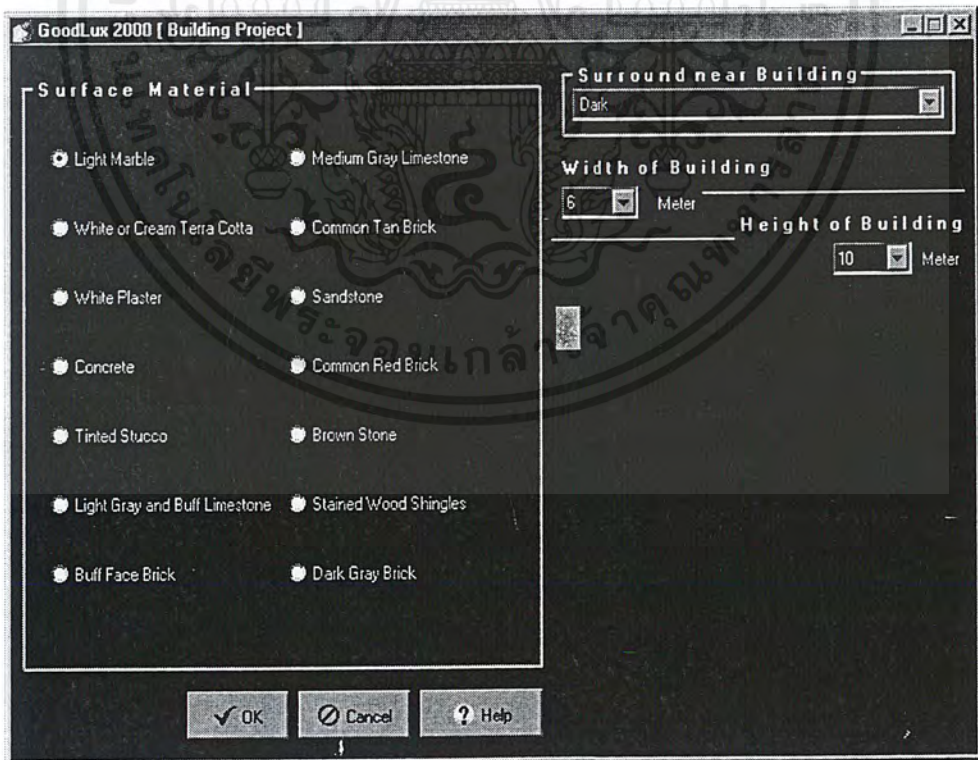 GoodLux 2000 [ Building Project ]
Surface Material
Light Marble
White or Cream Terra Cotta
White Plaster
Concrete
Tinted Stucco
Light Gray and Buff Limestone
Buff Face Brick
Medium Gray Limestone
Common Tan Brick
Sandstone
Common Red Brick
Brown Stone
Stained Wood Shingles
Dark Gray Brick
Surround near Building
Dark
Width of Building
6 Meter
Height of Building
10 Meter
OK
Cancel
? Help